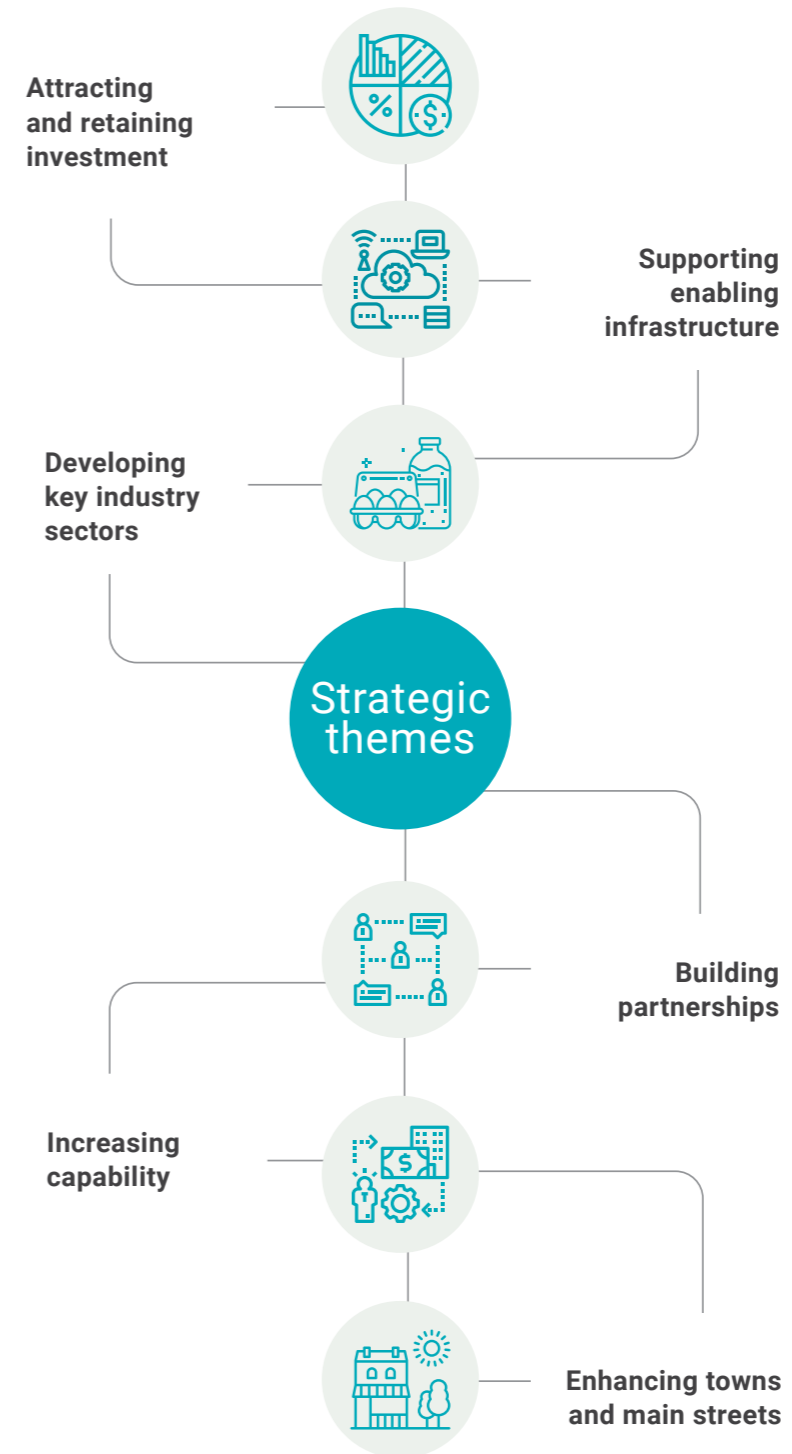 Attracting
and retaining
investment
Supporting
enabling
infrastructure
Developing
key industry
sectors
Strategic
themes
Building
partnerships
Increasing
capability
Enhancing towns
and main streets